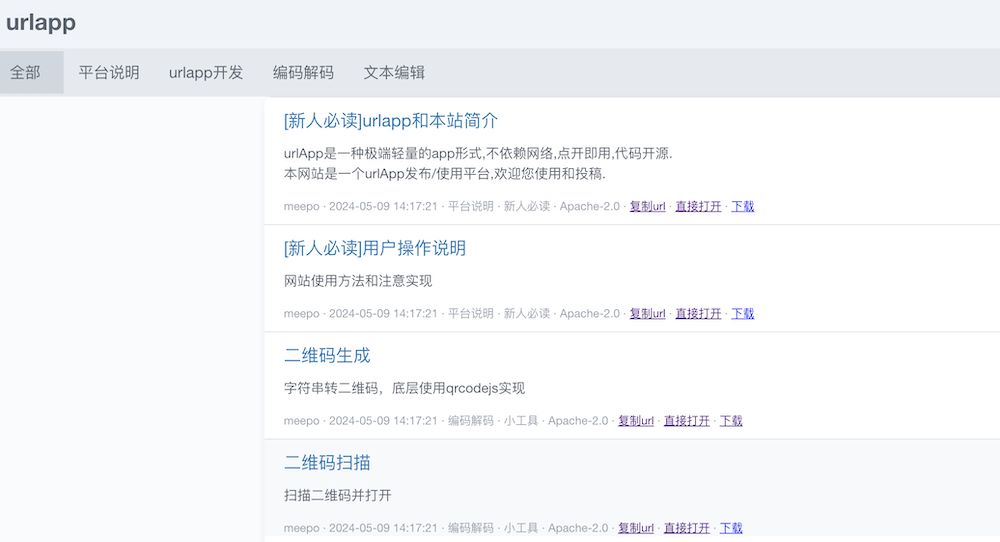 urlapp
全部 平台说明 urlapp开发 编码解码 文本编辑
[新人必读]urlapp和本站简介
urlApp是一种极端轻量的app形式,不依赖网络,点开即用,代码开源.
本网站是一个urlApp发布/使用平台,欢迎您使用和投稿.
meepo · 2024-05-09 14:17:21 · 平台说明 · 新人必读 · Apache-2.0 · 复制url · 直接打开 · 下载
[新人必读]用户操作说明
网站使用方法和注意实现
meepo · 2024-05-09 14:17:21 · 平台说明 · 新人必读 · Apache-2.0 · 复制url · 直接打开 · 下载
二维码生成
字符串转二维码，底层使用qrcodejs实现
meepo · 2024-05-09 14:17:21 · 编码解码 · 小工具 · Apache-2.0 · 复制url · 直接打开 · 下载
二维码扫描
扫描二维码并打开
meepo · 2024-05-09 14:17:21 · 编码解码 · 小工具 · Apache-2.0 · 复制url · 直接打开 · 下载